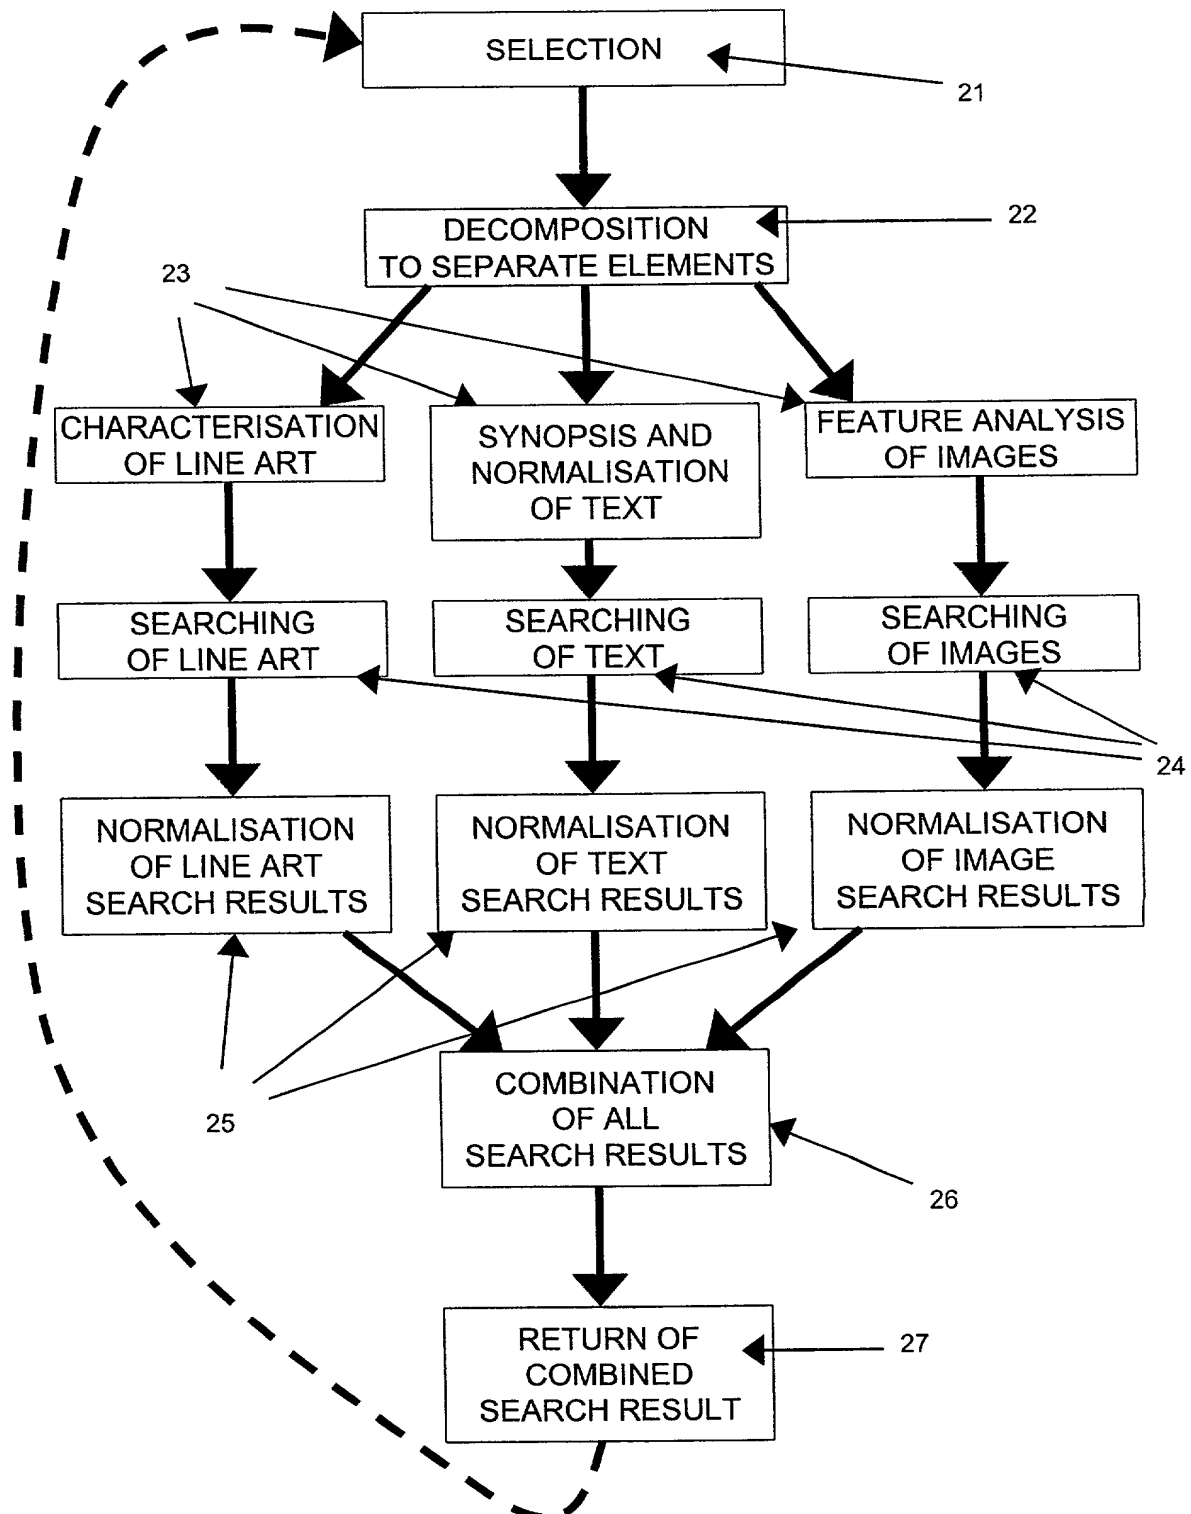 SELECTION
21
DECOMPOSITION
TO SEPARATE ELEMENTS
22
23
CHARACTERISATION
OF LINE ART
SYNOPSIS AND
NORMALISATION
OF TEXT
FEATURE ANALYSIS
OF IMAGES
SEARCHING
OF LINE ART
SEARCHING
OF TEXT
SEARCHING
OF IMAGES
24
NORMALISATION
OF LINE ART
SEARCH RESULTS
NORMALISATION
OF TEXT
SEARCH RESULTS
NORMALISATION
OF IMAGE
SEARCH RESULTS
25
COMBINATION
OF ALL
SEARCH RESULTS
26
RETURN OF
COMBINED
SEARCH RESULT
27